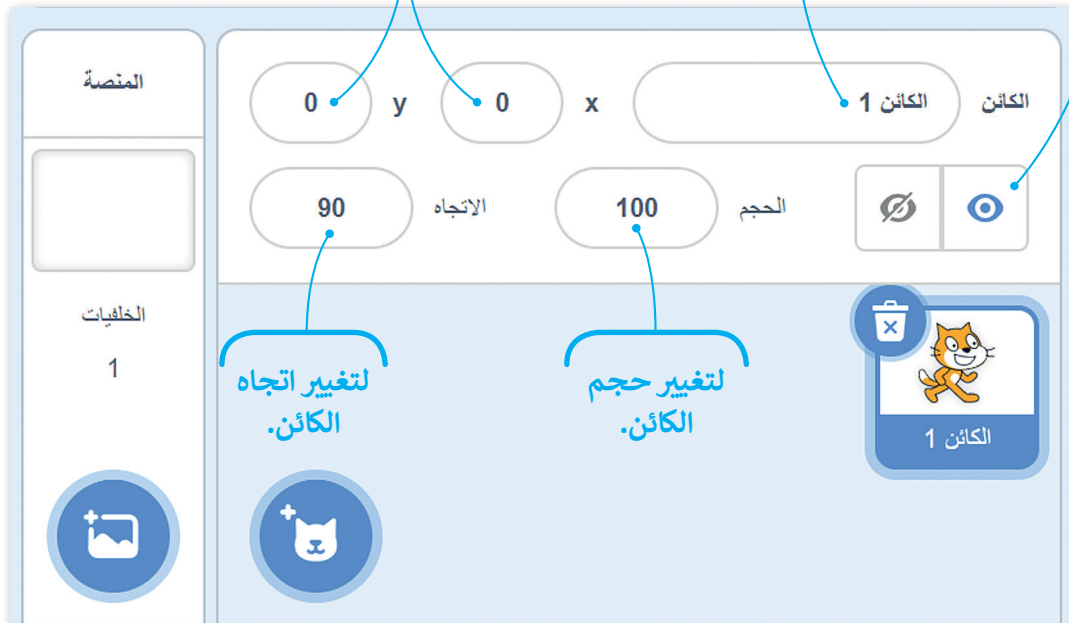 الكائن الكائن 1 x 0 y 0
الحجم 100 الاتجاه 90
لتغيير حجم
الكائن.
لتغيير اتجاه
الكائن.
الكائن 1
المنصة
الخلفيات
1